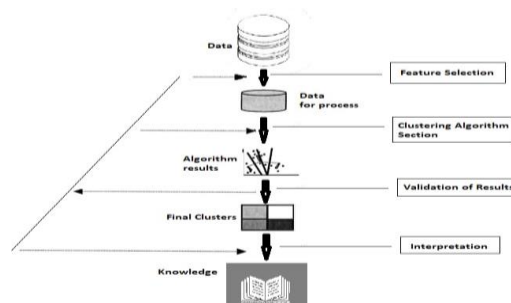 Data
Feature Selection
Data
for process
Clustering Algorithm
Section
Algorithm
results
Validation of Results
Final Clusters
Interpretation
Knowledge